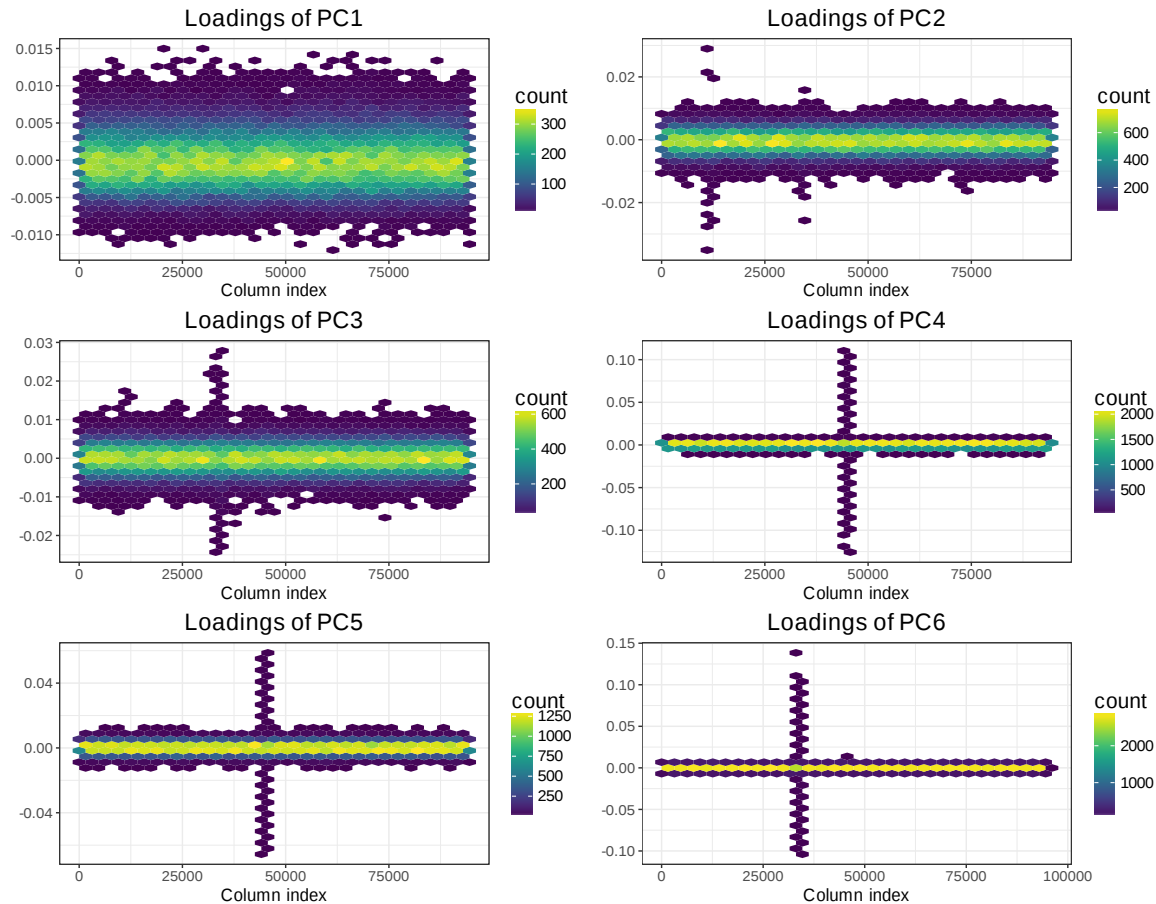 Loadings of PC1
0.015
0.010
0.005
0.000
-0.005
-0.010
0 25000 50000 75000
Column index
count
300
200
100
Loadings of PC2
0.02
0.00
-0.02
0 25000 50000 75000
Column index
count
600
400
200
Loadings of PC3
0.03
0.02
0.01
0.00
-0.01
-0.02
0 25000 50000 75000
Column index
count
600
400
200
Loadings of PC4
0.10
0.05
0.00
-0.05
-0.10
0 25000 50000 75000
Column index
count
2000
1500
1000
500
Loadings of PC5
0.04
0.00
-0.04
0 25000 50000 75000
Column index
count
1250
1000
750
500
250
Loadings of PC6
0.15
0.10
0.05
0.00
-0.05
-0.10
0 25000 50000 75000 100000
Column index
count
2000
1000